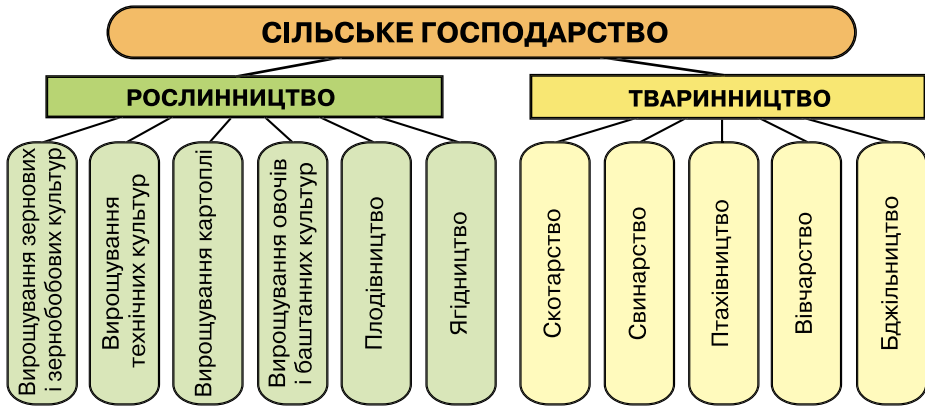 СІЛЬСЬКЕ ГОСПОДАРСТВО
РОСЛИННИЦТВО
ТВАРИННИЦТВО
Вирощування зернових
і зернобобових культур
Вирощування
технічних культур
Вирощування картоплі
Вирощування овочів
і баштанних культур
Плодівництво
Ягідництво
Скотарство
Свинарство
Птахівництво
Вівчарство
Бджільництво